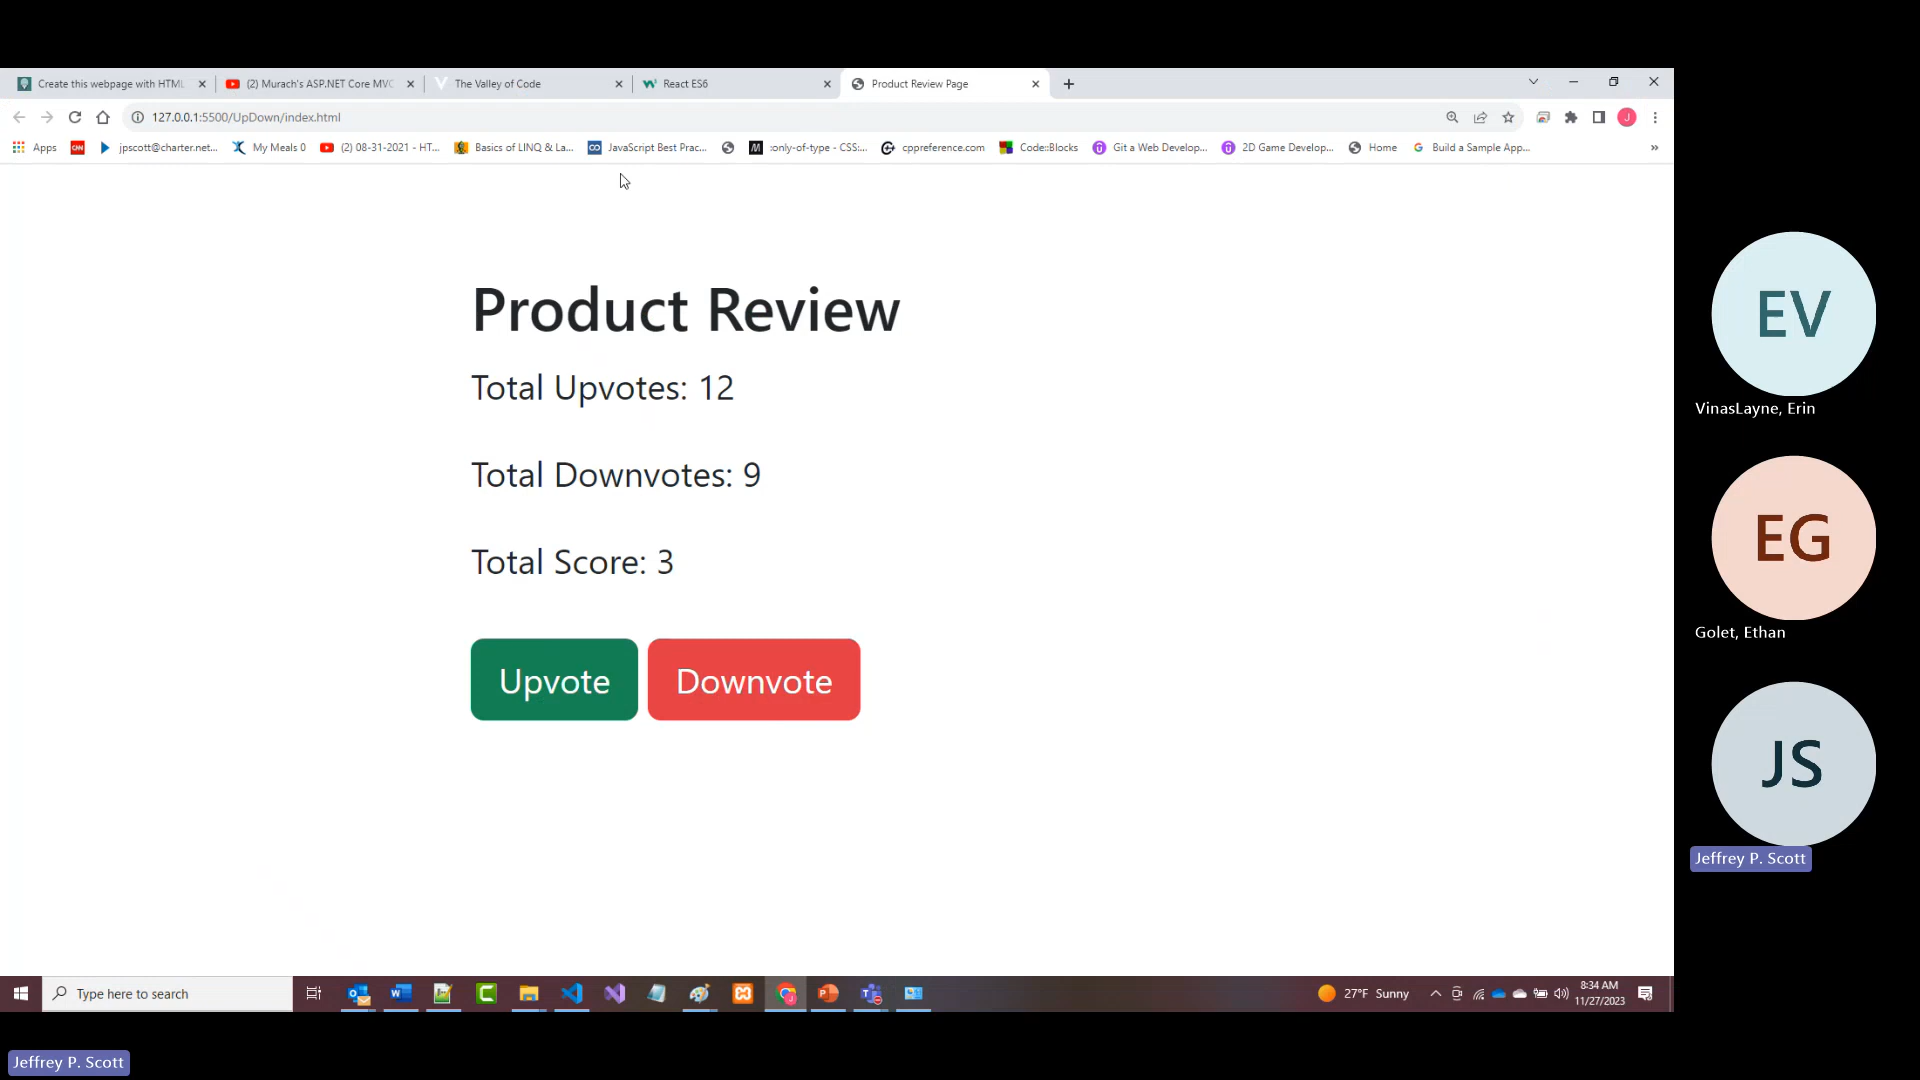 Create this webpage with HTML
(2) Murach's ASP.NET Core MVC
The Valley of Code
React ES6
Product Review Page
127.0.0.1:5500/UpDown/index.html
J
Apps
CNN
jpscott@charter.net...
My Meals 0
(2) 08-31-2021 - HT...
Basics of LINQ & La...
JavaScript Best Prac...
:only-of-type - CSS:...
cppreference.com
Code::Blocks
Git a Web Develop...
2D Game Develop...
Home
Build a Sample App...
»
Product Review
Total Upvotes: 12
Total Downvotes: 9
Total Score: 3
Upvote
Downvote
EV
VinasLayne, Erin
EG
Golet, Ethan
JS
Jeffrey P. Scott
Type here to search
27°F Sunny
8:34 AM
11/27/2023
Jeffrey P. Scott